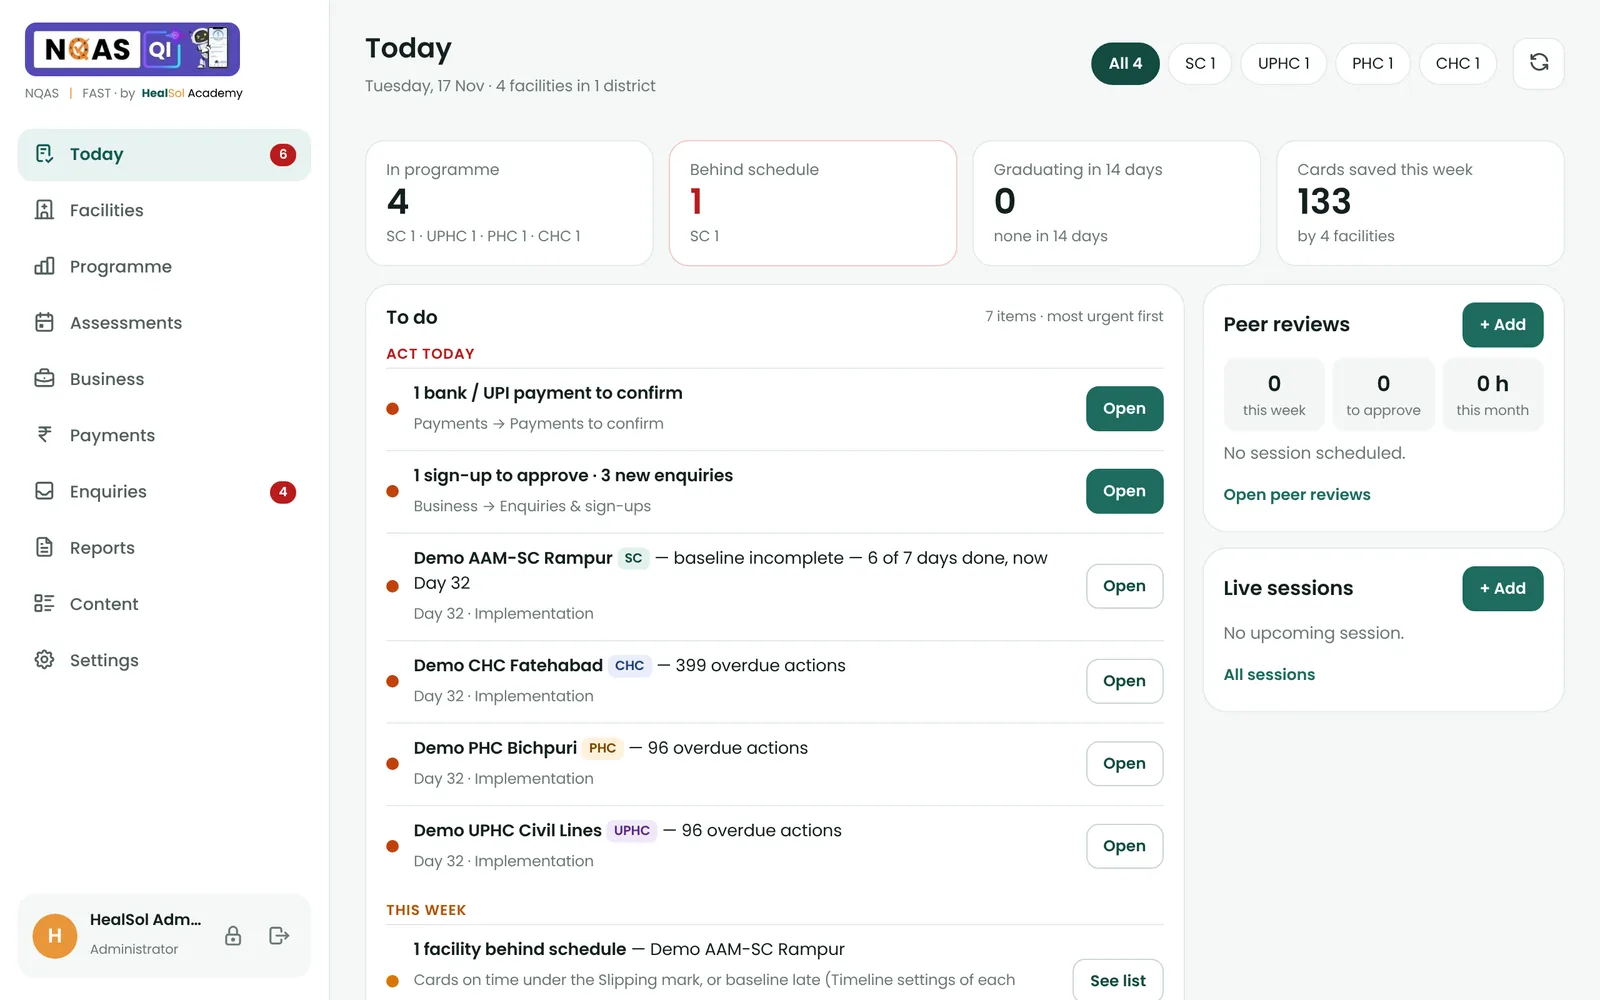 NQAS QI
NQAS | FAST · by HealSol Academy
Today 6
Facilities
Programme
Assessments
Business
Payments
Enquiries 4
Reports
Content
Settings
H
HealSol Adm...
Administrator
Today
Tuesday, 17 Nov · 4 facilities in 1 district
All 4
SC 1
UPHC 1
PHC 1
CHC 1
In programme
4
SC 1 · UPHC 1 · PHC 1 · CHC 1
Behind schedule
1
SC 1
Graduating in 14 days
0
none in 14 days
Cards saved this week
133
by 4 facilities
To do
7 items · most urgent first
ACT TODAY
1 bank / UPI payment to confirm
Payments → Payments to confirm
Open
1 sign-up to approve · 3 new enquiries
Business → Enquiries & sign-ups
Open
Demo AAM-SC Rampur SC — baseline incomplete — 6 of 7 days done, now
Day 32
Day 32 · Implementation
Open
Demo CHC Fatehabad CHC — 399 overdue actions
Day 32 · Implementation
Open
Demo PHC Bichpuri PHC — 96 overdue actions
Day 32 · Implementation
Open
Demo UPHC Civil Lines UPHC — 96 overdue actions
Day 32 · Implementation
Open
THIS WEEK
1 facility behind schedule — Demo AAM-SC Rampur
Cards on time under the Slipping mark, or baseline late (Timeline settings of each
See list
Peer reviews
+ Add
0
this week
0
to approve
0 h
this month
No session scheduled.
Open peer reviews
Live sessions
+ Add
No upcoming session.
All sessions